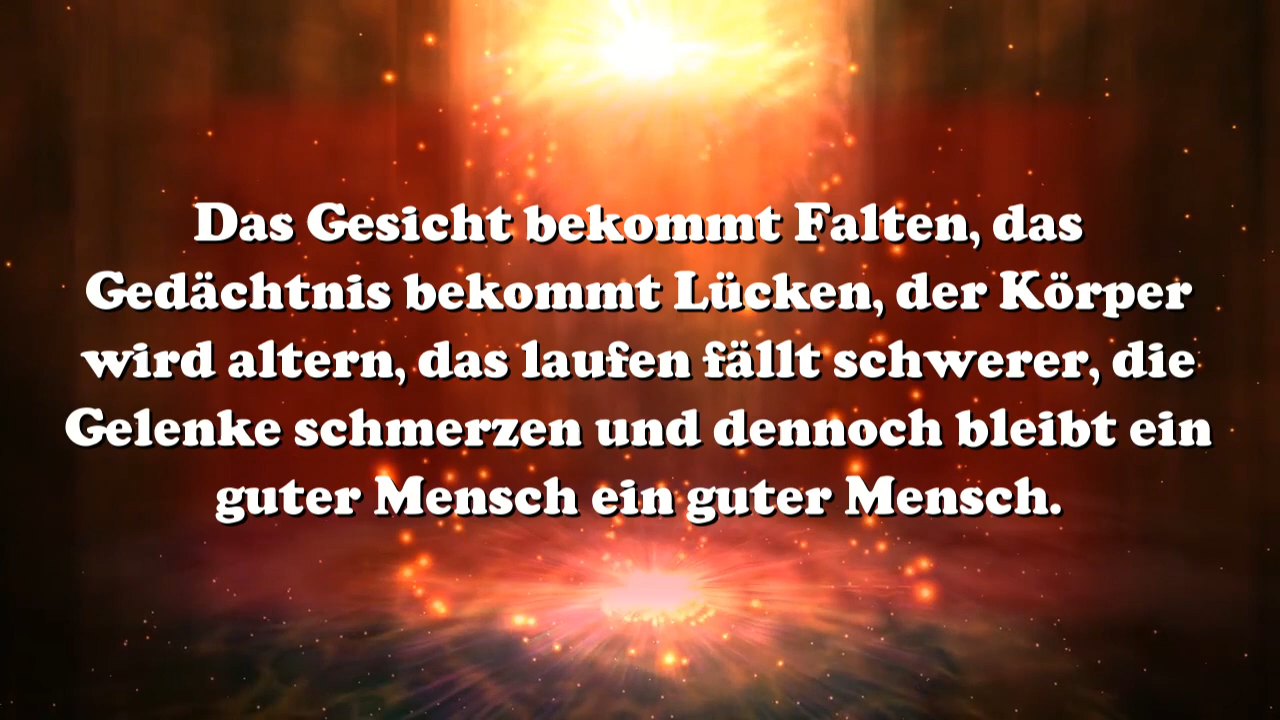 Das Gesicht bekommt Falten, das
Gedächtnis bekommt Lücken, der Körper
wird altern, das laufen fällt schwerer, die
Gelenke schmerzen und dennoch bleibt ein
guter Mensch ein guter Mensch.